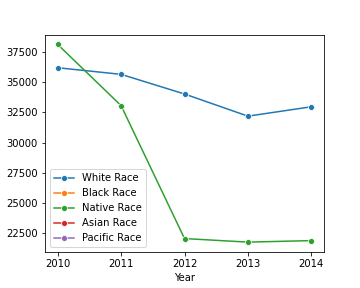 37500
35000
32500
30000
27500
25000
22500
White Race
Black Race
Native Race
Asian Race
Pacific Race
2010 2011 2012 2013 2014
Year